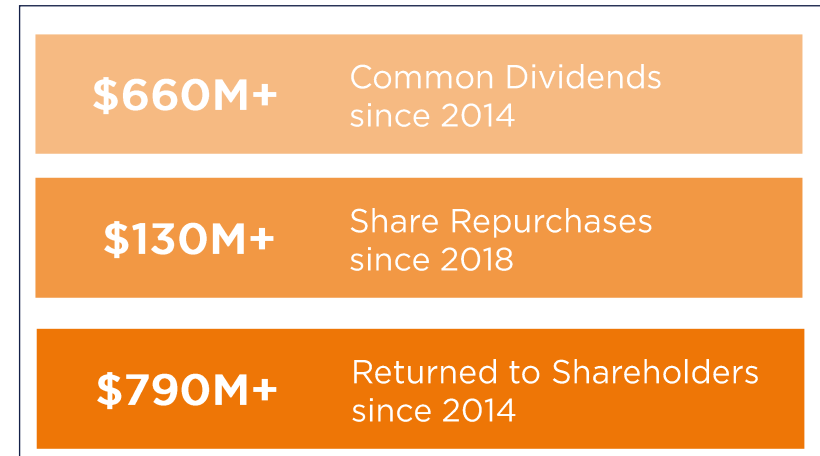 $660M+
Common Dividends
since 2014
$130M+
Share Repurchases
since 2018
$790M+
Returned to Shareholders
since 2014